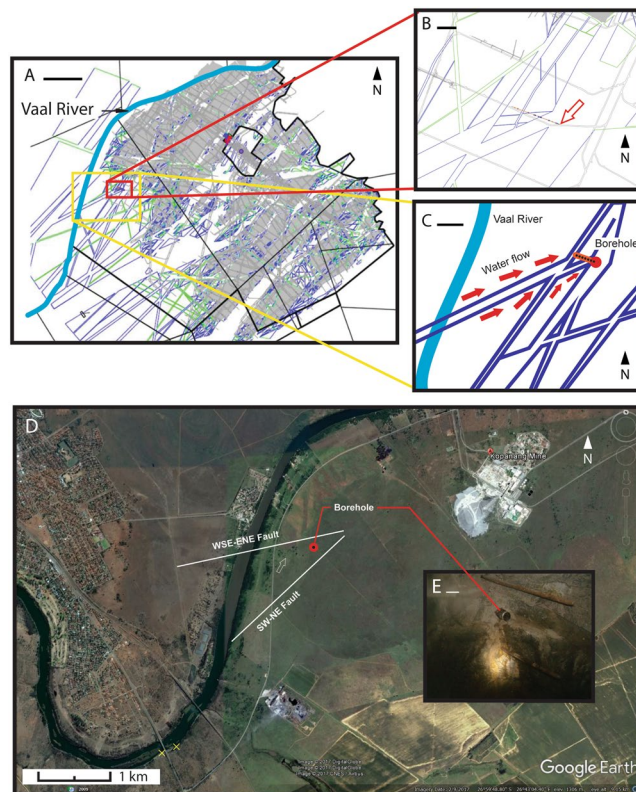 A
Vaal River
N
B
N
C
Vaal River
Water flow
Borehole
N
D
Kopanang Mine
N
Borehole
WSE-ENE Fault
SW-NE Fault
E
1 km
2009
Google Earth